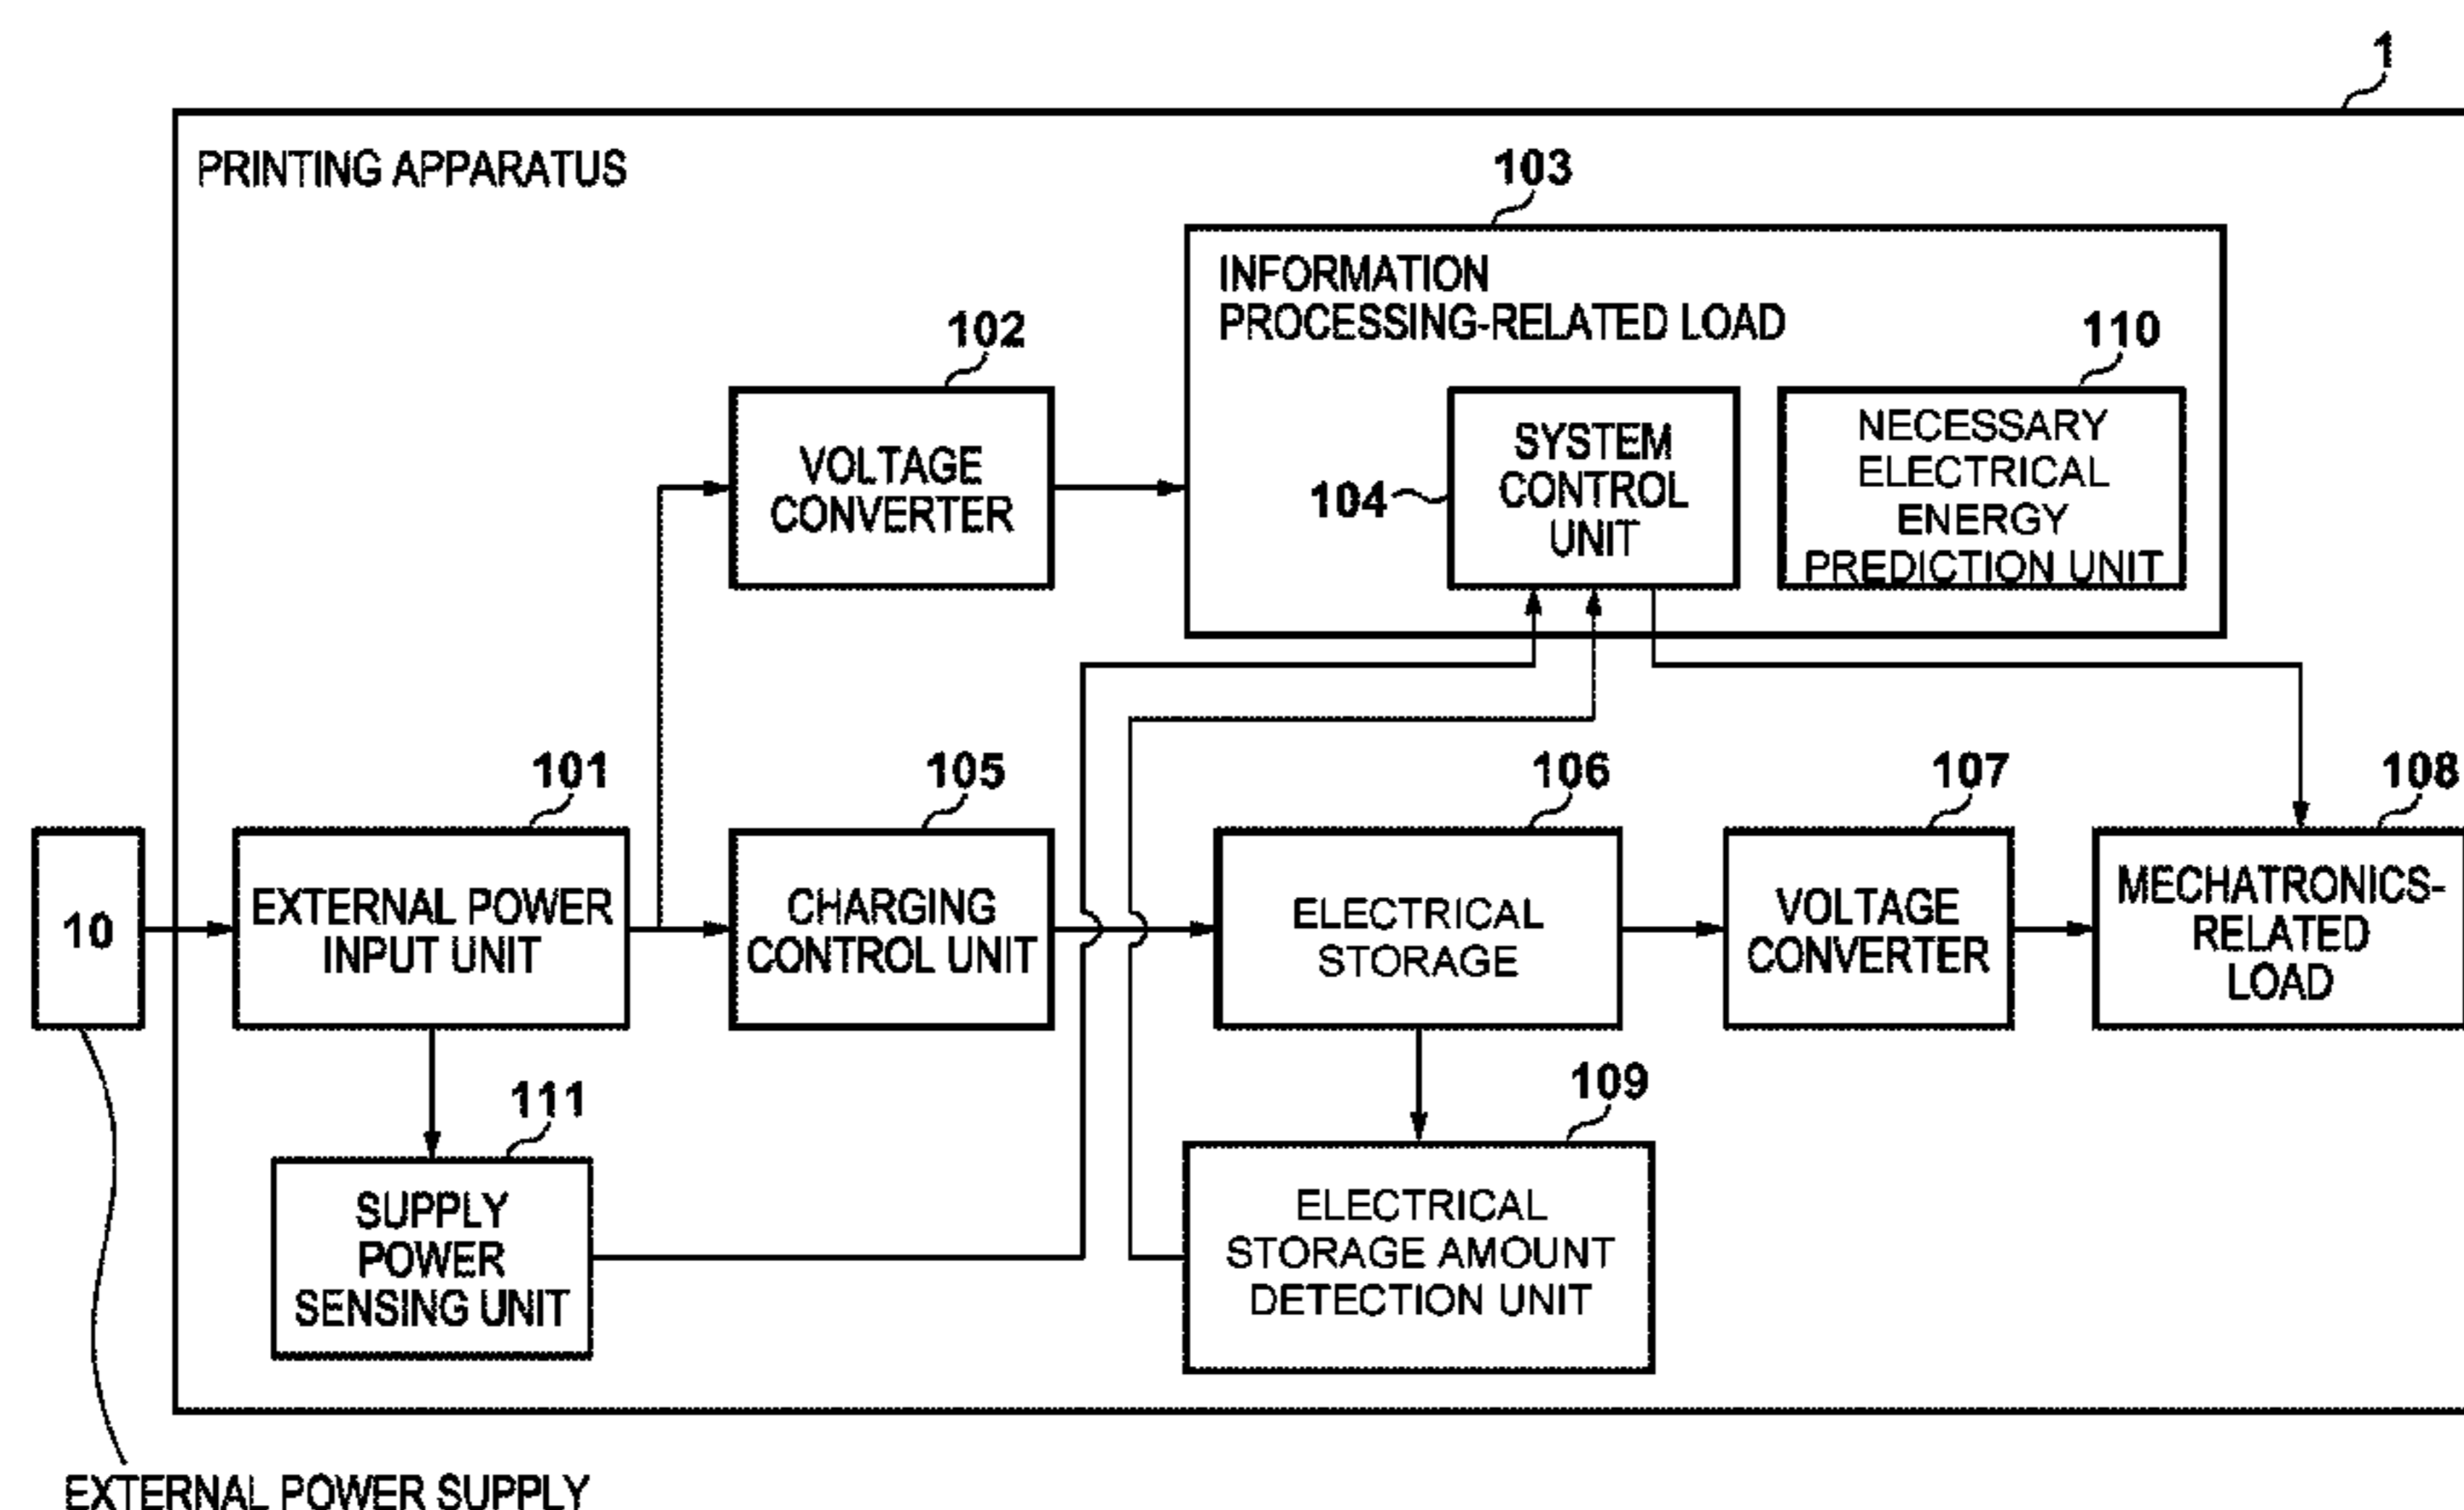 1
PRINTING APPARATUS
103
INFORMATION
PROCESSING-RELATED LOAD
102
110
VOLTAGE
CONVERTER
104
SYSTEM
CONTROL
UNIT
NECESSARY
ELECTRICAL
ENERGY
PREDICTION UNIT
101
105
106
107
108
10
EXTERNAL POWER
INPUT UNIT
CHARGING
CONTROL UNIT
ELECTRICAL
STORAGE
VOLTAGE
CONVERTER
MECHATRONICS-
RELATED
LOAD
111
109
SUPPLY
POWER
SENSING UNIT
ELECTRICAL
STORAGE AMOUNT
DETECTION UNIT
EXTERNAL POWER SUPPLY